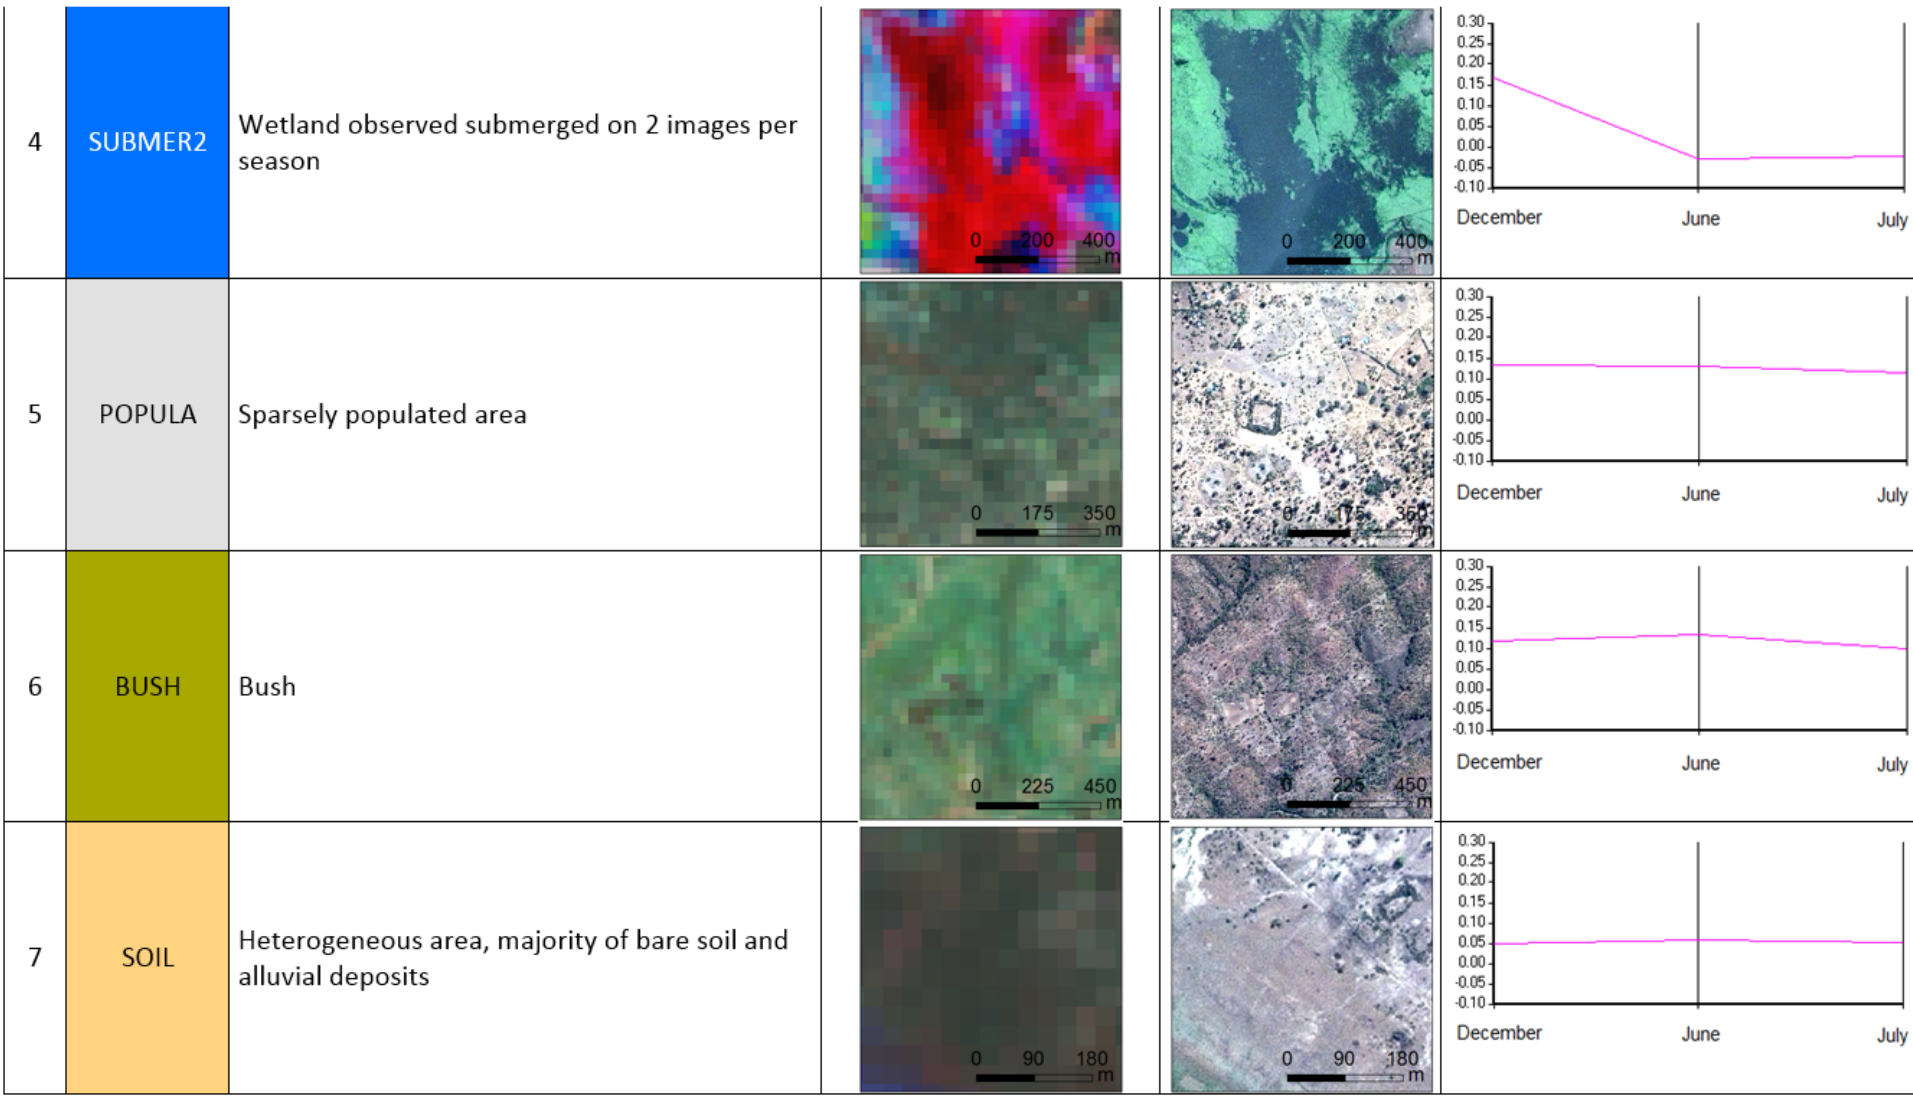 4
SUBMER2
Wetland observed submerged on 2 images per
season
0 200 400
m
0 200 400
m
0.30
0.25
0.20
0.15
0.10
0.05
0.00
-0.05
-0.10
December June July
5
POPULA
Sparsely populated area
0 175 350
m
0 175 350
m
0.30
0.25
0.20
0.15
0.10
0.05
0.00
-0.05
-0.10
December June July
6
BUSH
Bush
0 225 450
m
0 225 450
m
0.30
0.25
0.20
0.15
0.10
0.05
0.00
-0.05
-0.10
December June July
7
SOIL
Heterogeneous area, majority of bare soil and
alluvial deposits
0 90 180
m
0 90 180
m
0.30
0.25
0.20
0.15
0.10
0.05
0.00
-0.05
-0.10
December June July